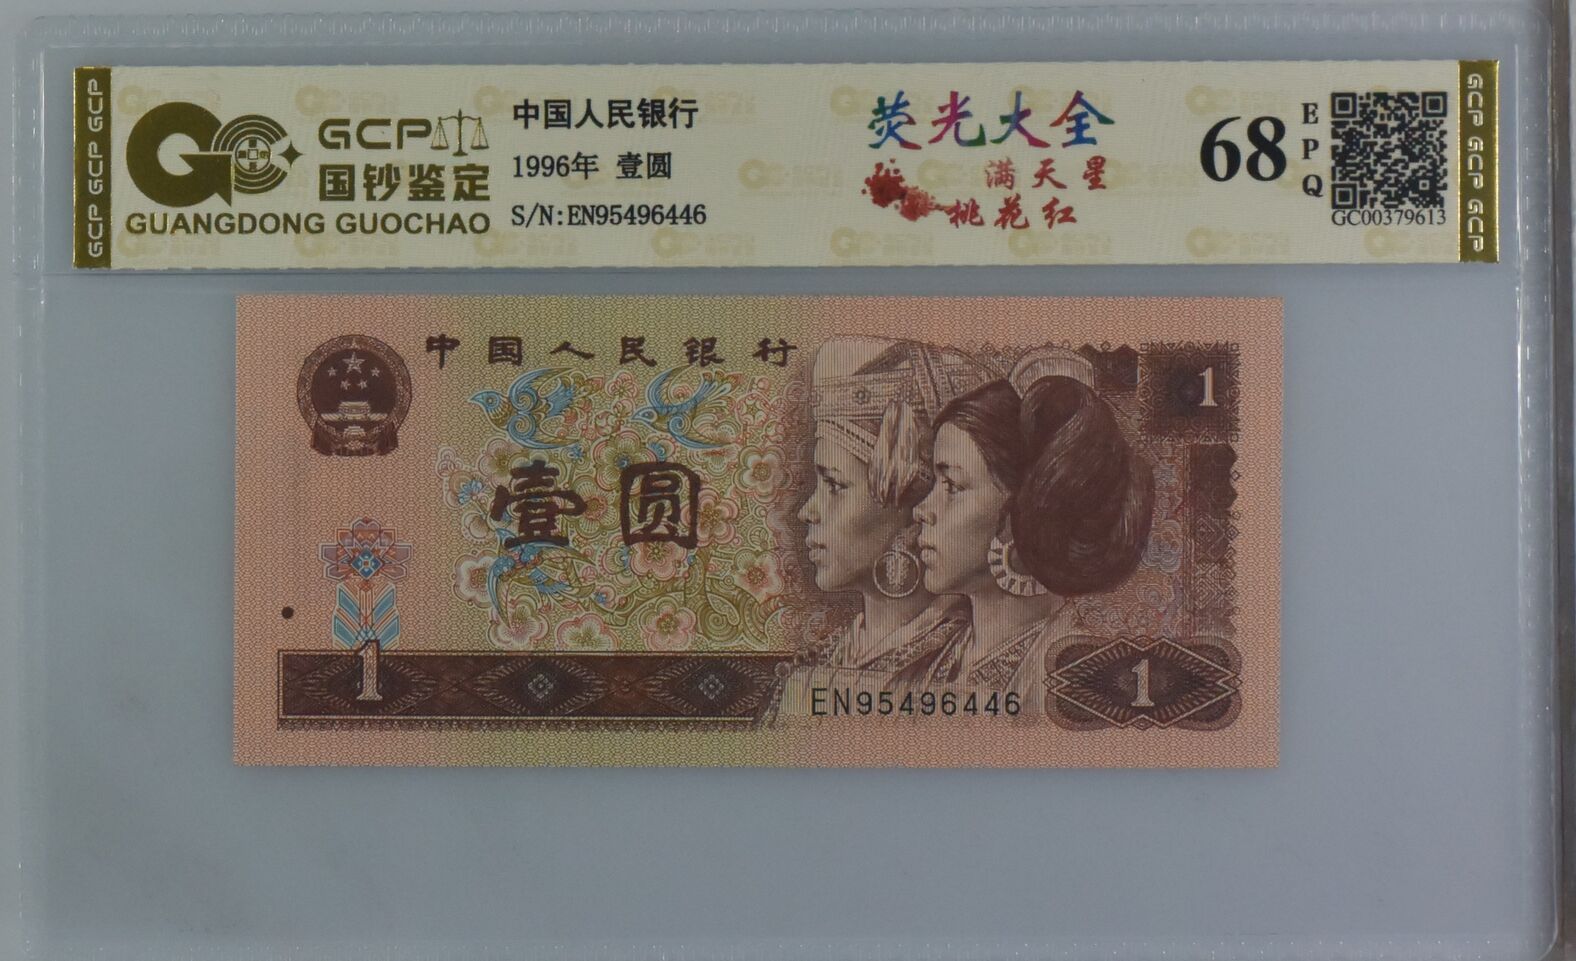 GCP GCP GCP
GCP
国钞鉴定
GUANGDONG GUOCHAO
中国人民银行
1996年 壹圆
S/N:EN95496446
荧光大全
满天星
桃花红
68
EPQ
GC00379613
GCP GCP GCP
中国人民银行
1
壹圆
1
EN95496446
1